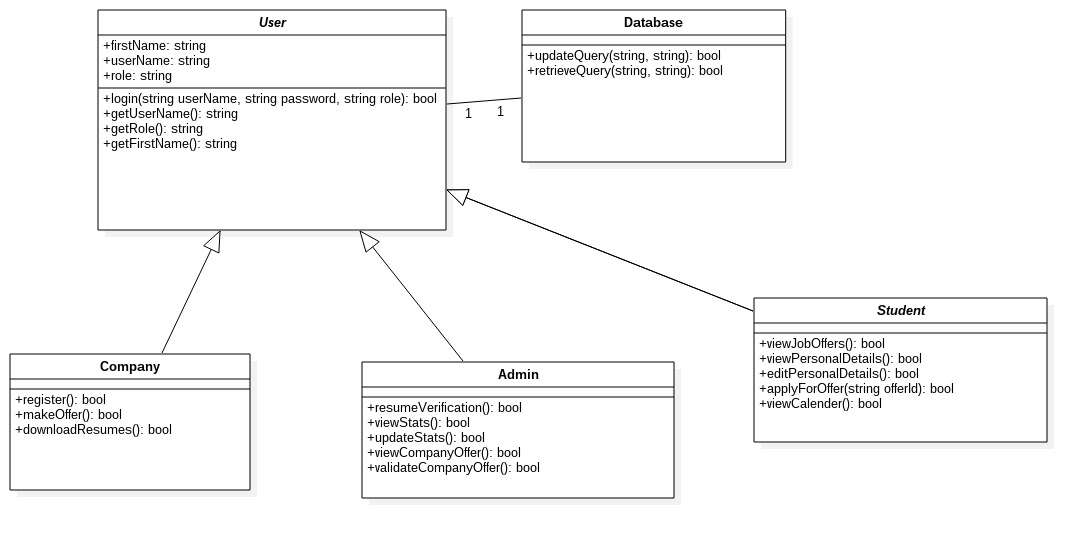 User
+firstName: string
+userName: string
+role: string
+login(string userName, string password, string role): bool
+getUserName(): string
+getRole(): string
+getFirstName(): string
Database
+updateQuery(string, string): bool
+retrieveQuery(string, string): bool
1
1
Company
+register(): bool
+makeOffer(): bool
+downloadResumes(): bool
Admin
+resumeVerification(): bool
+viewStats(): bool
+updateStats(): bool
+viewCompanyOffer(): bool
+validateCompanyOffer(): bool
Student
+viewJobOffers(): bool
+viewPersonalDetails(): bool
+editPersonalDetails(): bool
+applyForOffer(string offerId): bool
+viewCalender(): bool